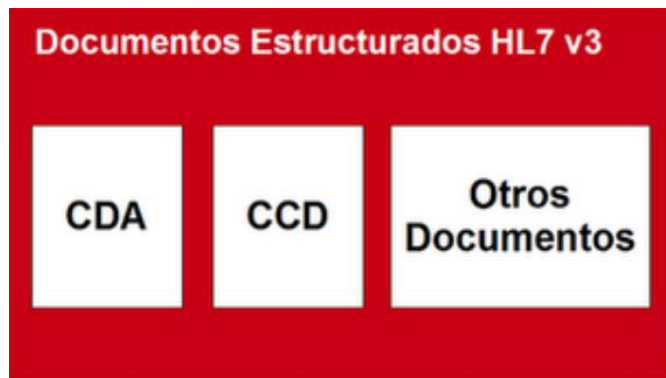 Documentos Estructurados HL7 v3
CDA
CCD
Otros
Documentos